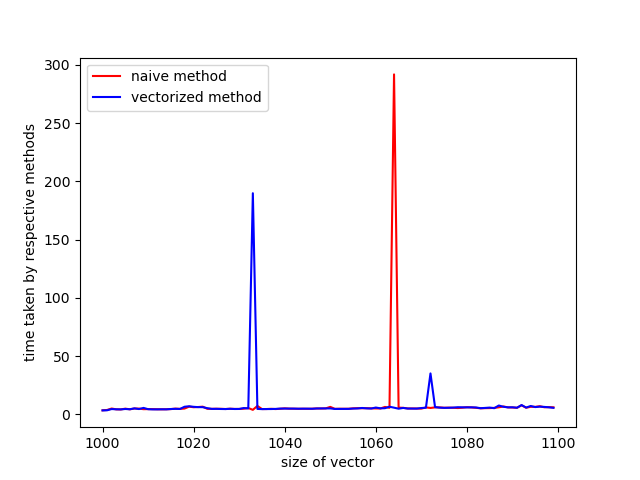 naive method
vectorized method
time taken by respective methods
300
250
200
150
100
50
0
1000 1020 1040 1060 1080 1100
size of vector